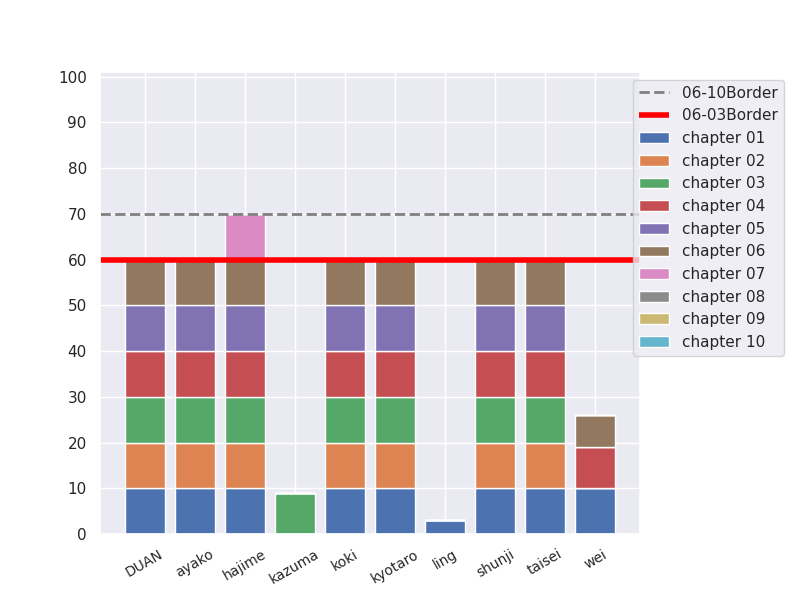 100
90
80
70
60
50
40
30
20
10
0
DUAN
ayako
hajime
kazuma
koki
kyotaro
ling
shunji
taisei
wei
06-10Border
06-03Border
chapter 01
chapter 02
chapter 03
chapter 04
chapter 05
chapter 06
chapter 07
chapter 08
chapter 09
chapter 10